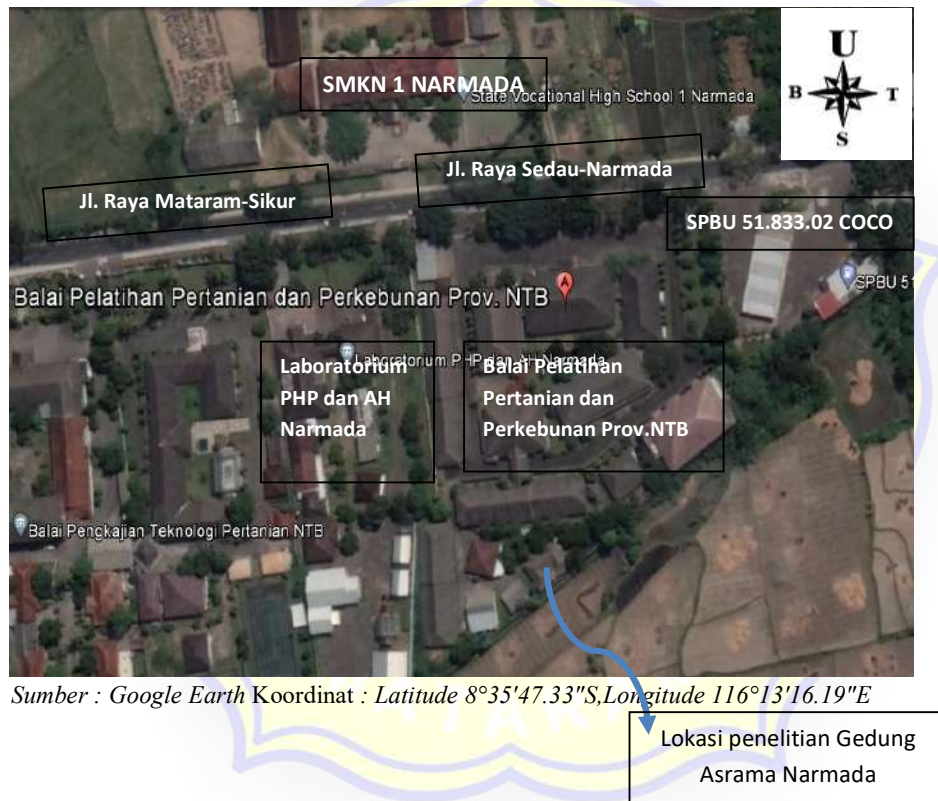 U
B T
S
SMKN 1 NARMADA
State Vocational High School 1 Narmada
Jl. Raya Sedau-Narmada
Jl. Raya Mataram-Sikur
SPBU 51.833.02 COCO
SPBU 51
Balai Pelatihan Pertanian dan Perkebunan Prov. NTB
A
Laboratorium PHP dan AH Narmada
Laboratorium
PHP dan AH
Narmada
Balai Pelatihan
Pertanian dan
Perkebunan Prov.NTB
Balai Pengkajian Teknologi Pertanian NTB
Sumber : Google Earth Koordinat : Latitude 8°35'47.33"S,Longitude 116°13'16.19"E
Lokasi penelitian Gedung
Asrama Narmada